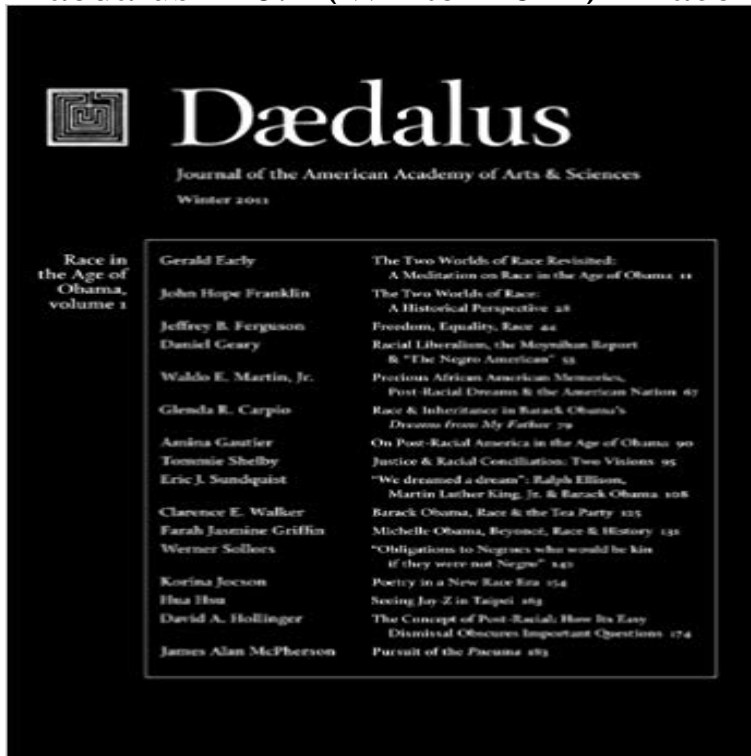 Dædalus
Journal of the American Academy of Arts & Sciences
Winter 2011
Race in
the Age of
Obama,
volume 1
Gerald Early The Two Worlds of Race Revisited:
A Meditation on Race in the Age of Obama 11
John Hope Franklin The Two Worlds of Race:
A Historical Perspective 28
Jeffrey B. Ferguson Freedom, Equality, Race 44
Daniel Geary Racial Liberalism, the Moynihan Report
& "The Negro American" 53
Waldo E. Martin, Jr. Precious African American Memories,
Post-Racial Dreams & the American Nation 67
Glenda R. Carpio Race & Inheritance in Barack Obama's
Dreams from My Father 79
Amina Gautier On Post-Racial America in the Age of Obama 90
Tommie Shelby Justice & Racial Conciliation: Two Visions 95
Eric J. Sundquist "We dreamed a dream": Ralph Ellison,
Martin Luther King, Jr. & Barack Obama 108
Clarence E. Walker Barack Obama, Race & the Tea Party 125
Farah Jasmine Griffin Michelle Obama, Beyoncé, Race & History 131
Werner Sollors "Obligations to Negroes who would be kin
if they were not Negro" 142
Korina Jocson Poetry in a New Race Era 154
Hua Hsu Seeing Jay-Z in Taipei 163
David A. Hollinger The Concept of Post-Racial: How Its Easy
Dismissal Obscures Important Questions 174
James Alan McPherson Pursuit of the Pneuma 183